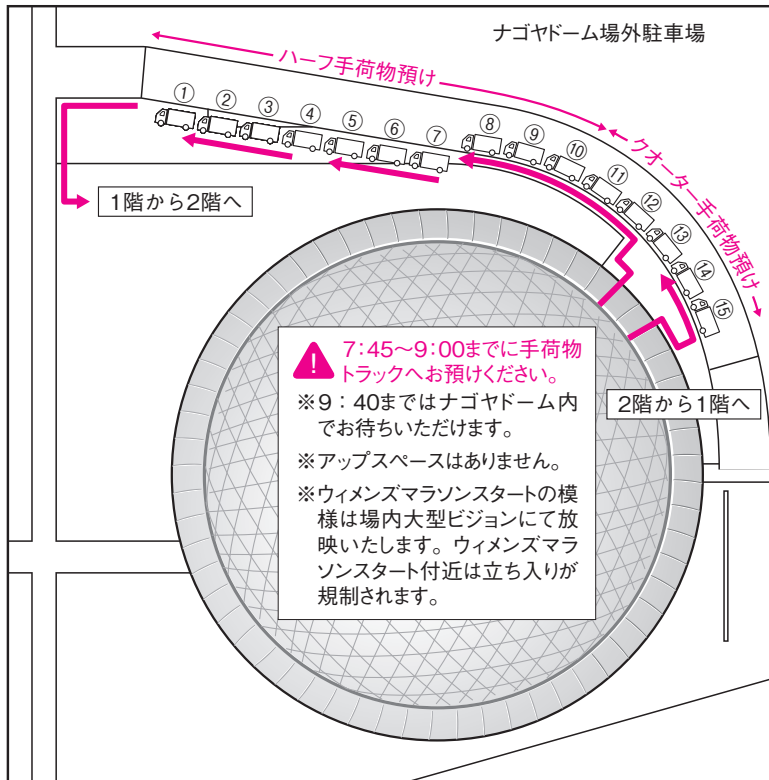 ナゴヤドーム場外駐車場
ハーフ手荷物預け
クオーター手荷物預け
①
②
③
④
⑤
⑥
⑦
⑧
⑨
⑩
⑪
⑫
⑬
⑭
⑮
1階から2階へ
2階から1階へ
! 7:45〜9:00までに手荷物
トラックへお預けください。
※9:40まではナゴヤドーム内
でお待ちいただけます。
※アップスペースはありません。
※ウィメンズマラソンスタートの模
様は場内大型ビジョンにて放
映いたします。ウィメンズマラ
ソンスタート付近は立ち入りが
規制されます。